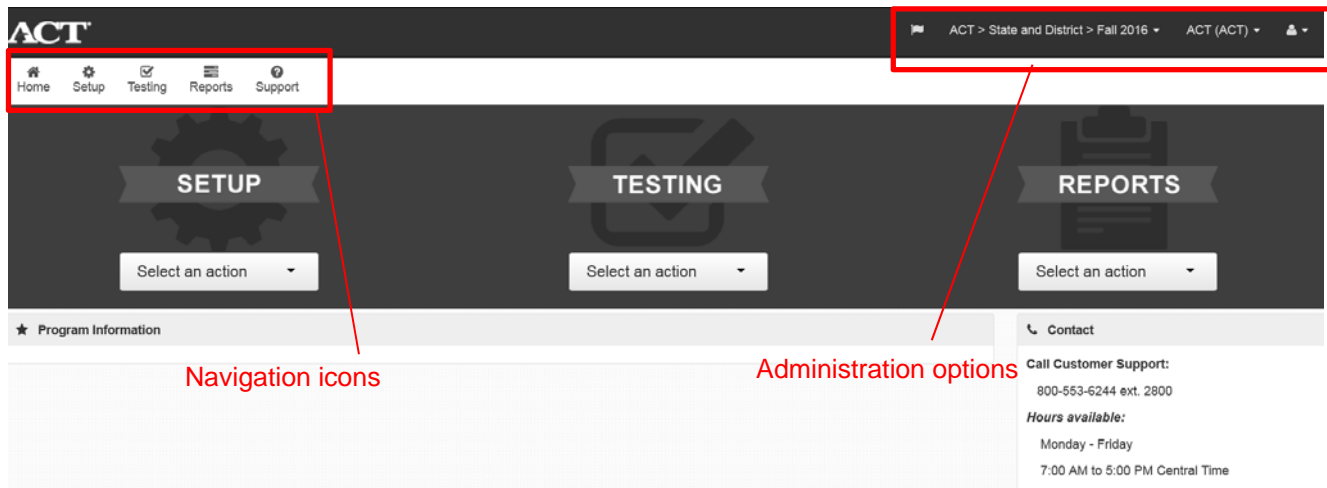 ACT
ACT > State and District > Fall 2016 ACT (ACT)
Home Setup Testing Reports Support
SETUP TESTING REPORTS
Select an action Select an action Select an action
Program Information Contact
Navigation icons Administration options
Call Customer Support:
800-553-6244 ext. 2800
Hours available:
Monday - Friday
7:00 AM to 5:00 PM Central Time